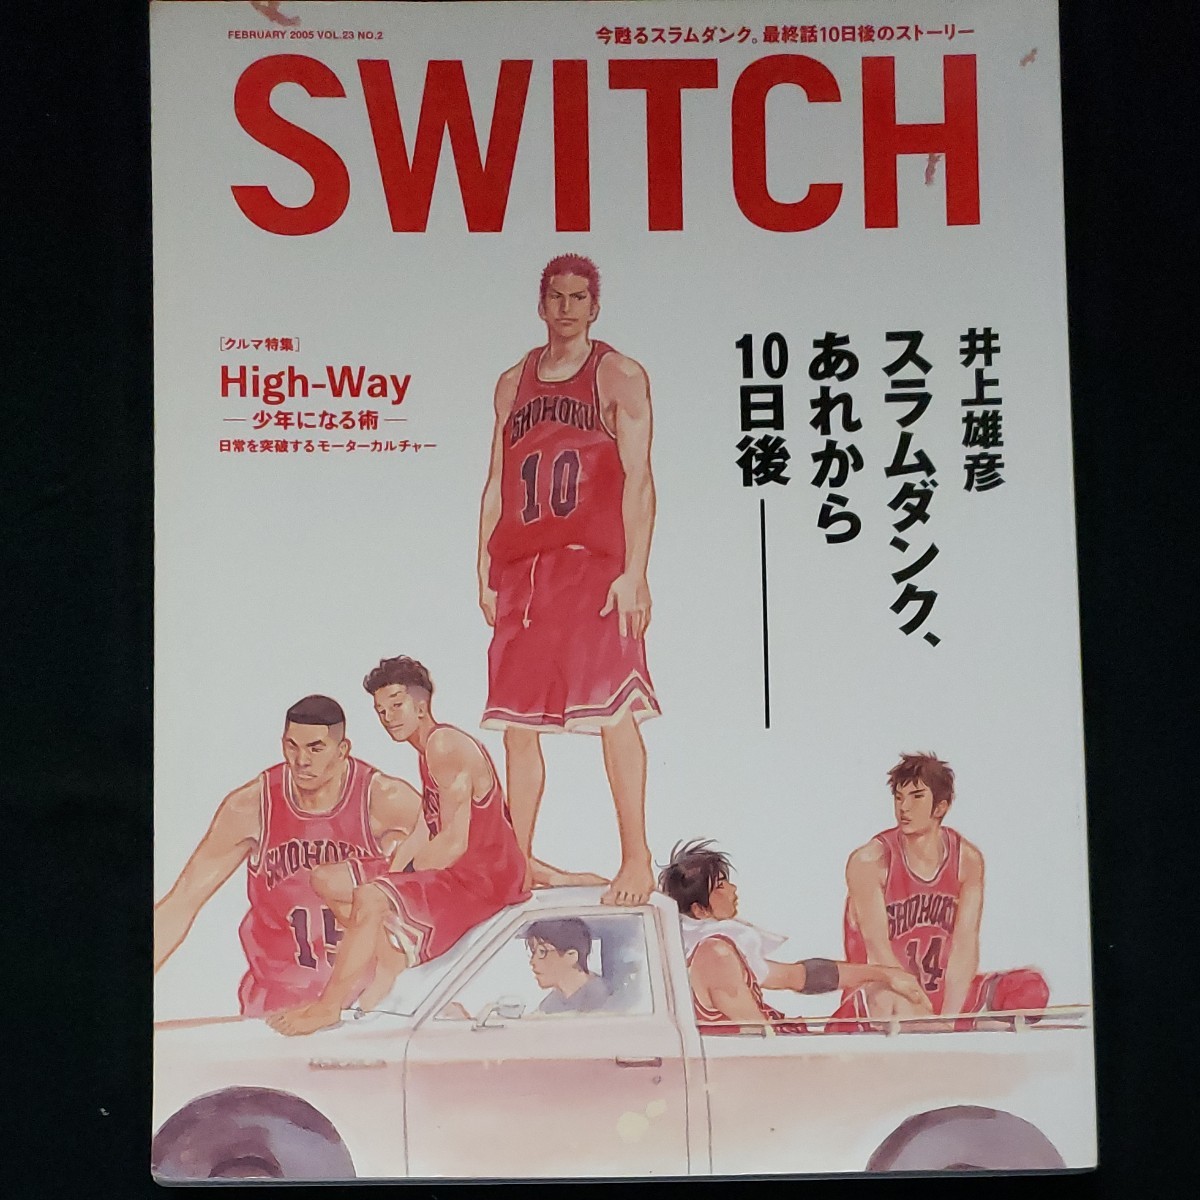 FEBRUARY 2005 VOL.23 NO.2
今甦るスラムダンク。最終話10日後のストーリー
SWITCH
[クルマ特集]
High-Way
―少年になる術―
日常を突破するモーターカルチャー
井上雄彦
スラムダンク、
あれから
10日後――
SHOHOKU
10
SHOHOKU
15
SHOHOKU
14